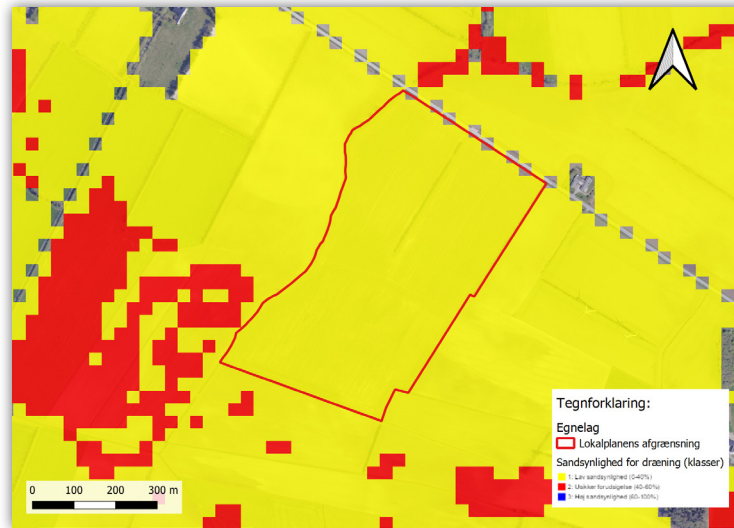 Tegnforklaring:
Egnelag
Lokalplanens afgrænsning
Sandsynlighed for dræning (klasser)
1: Lav sandsynlighed (0-40%)
2: Usikker forudsigelse (40-60%)
3: Høj sandsynlighed (60-100%)
0 100 200 300 m